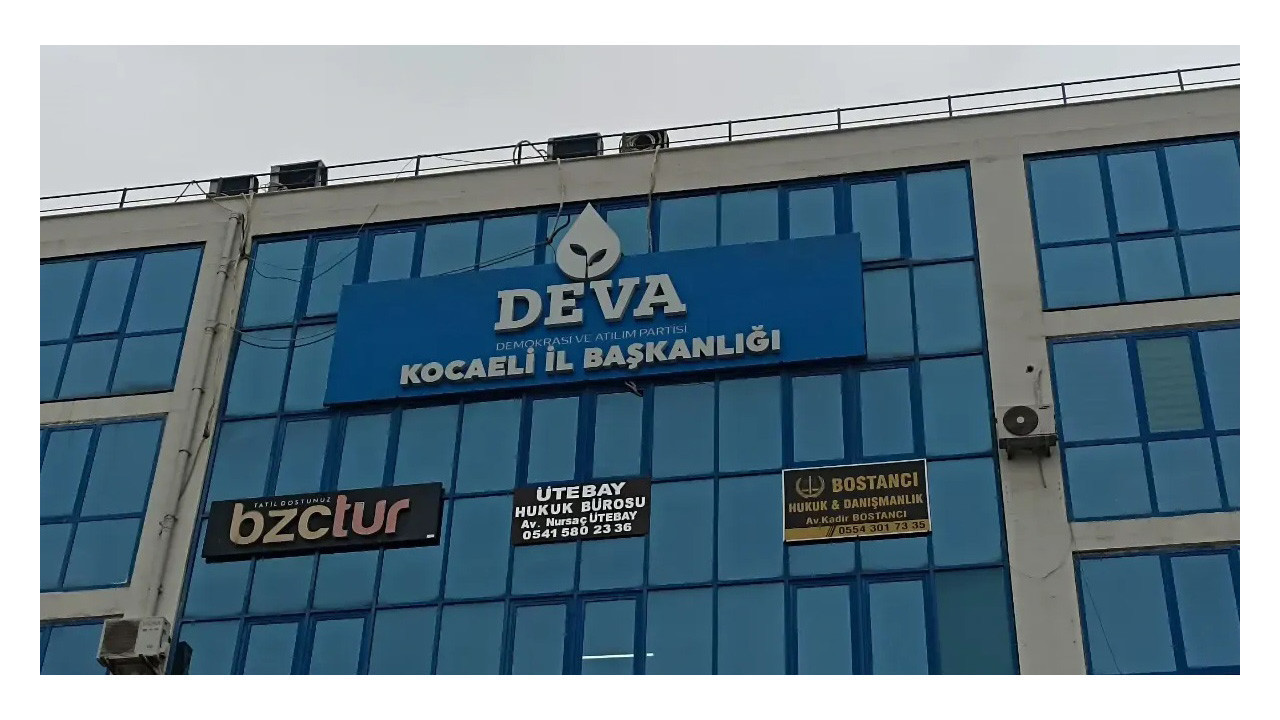 DEVA
DEMOKRASİ VE ATILIM PARTİSİ
KOCAELİ İL BAŞKANLIĞI
TATİL DOSTUNUZ
bzctur
ÜTEBAY
HUKUK BÜROSU
Av. Nursaç ÜTEBAY
0541 580 23 36
BOSTANCI
HUKUK & DANIŞMANLIK
Av.Kadir BOSTANCI
0554 301 73 35